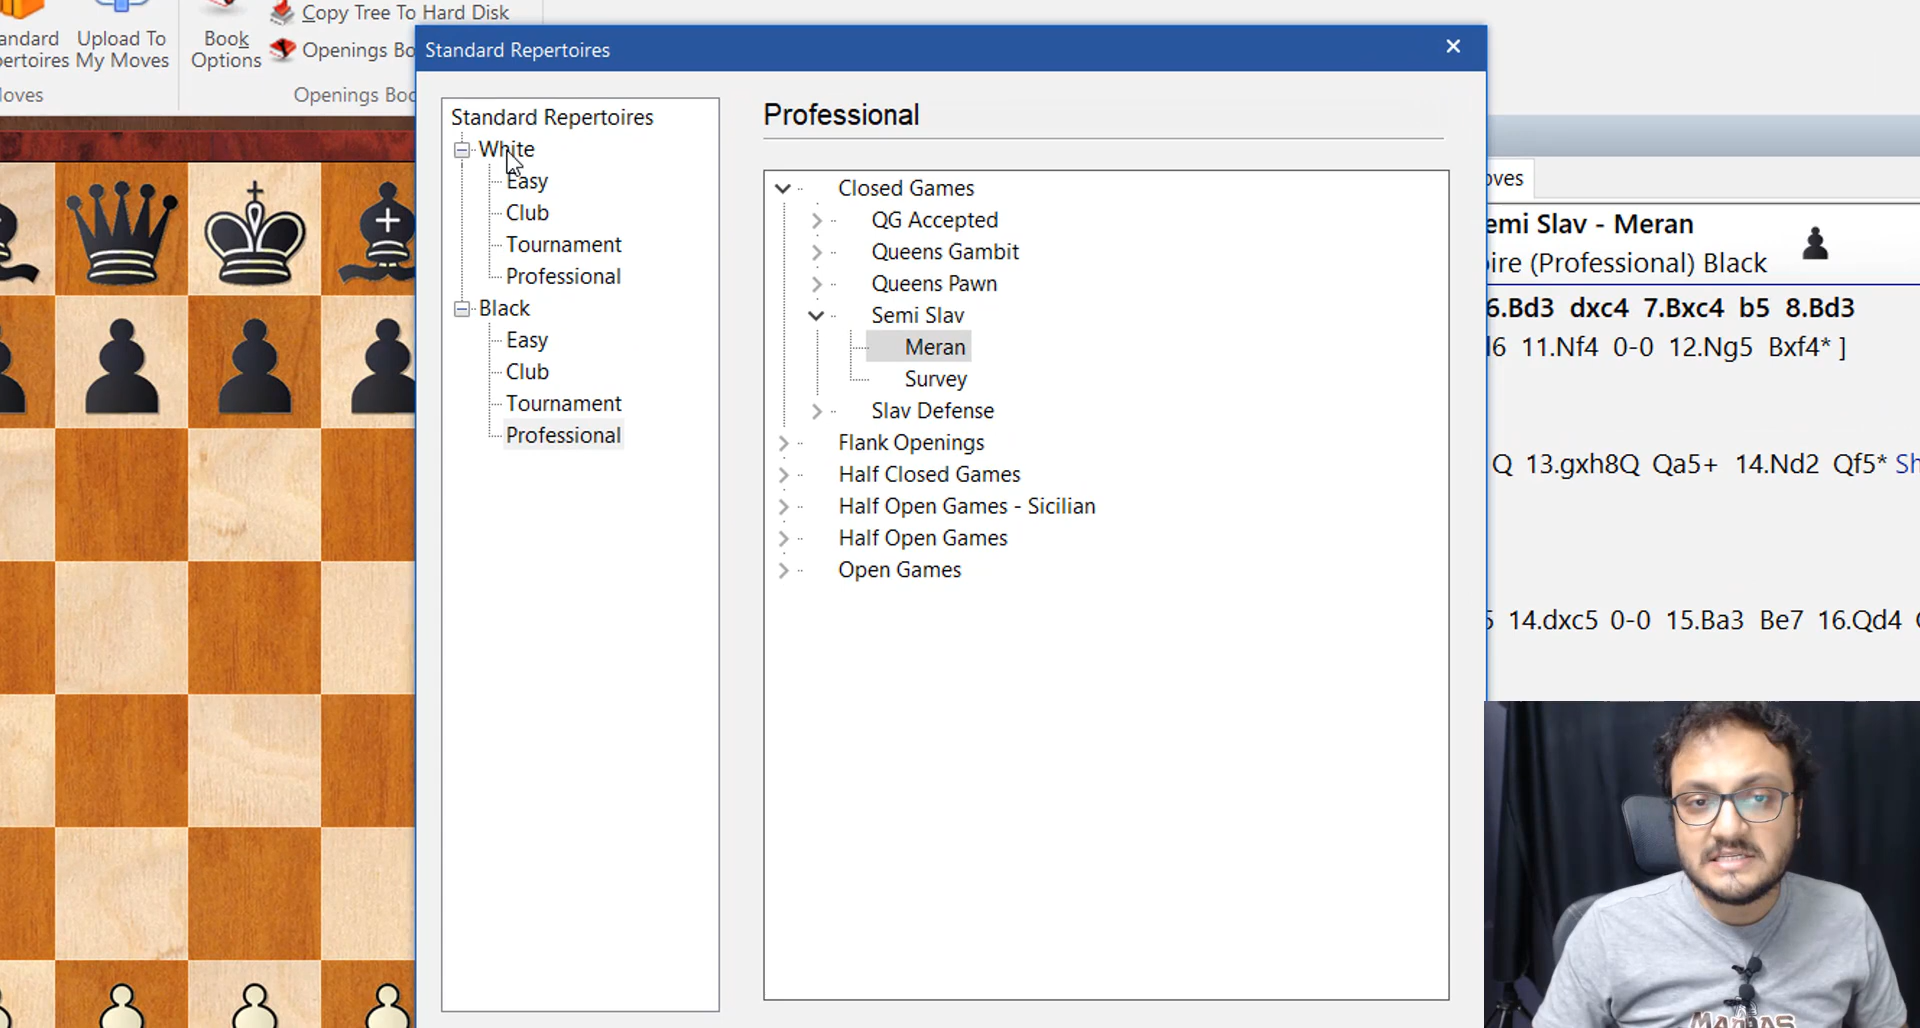 Copy Tree To Hard Disk
andard
ertoires
Upload To
My Moves
Book
Options
Openings Bo
oves
Openings Boo
Standard Repertoires
Standard Repertoires
White
Easy
Club
Tournament
Professional
Black
Easy
Club
Tournament
Professional
Professional
Closed Games
QG Accepted
Queens Gambit
Queens Pawn
Semi Slav
Meran
Survey
Slav Defense
Flank Openings
Half Closed Games
Half Open Games - Sicilian
Half Open Games
Open Games
oves
emi Slav - Meran
ire (Professional) Black
6.Bd3 dxc4 7.Bxc4 b5 8.Bd3
16 11.Nf4 0-0 12.Ng5 Bxf4* ]
Q 13.gxh8Q Qa5+ 14.Nd2 Qf5* Sh
5 14.dxc5 0-0 15.Ba3 Be7 16.Qd4